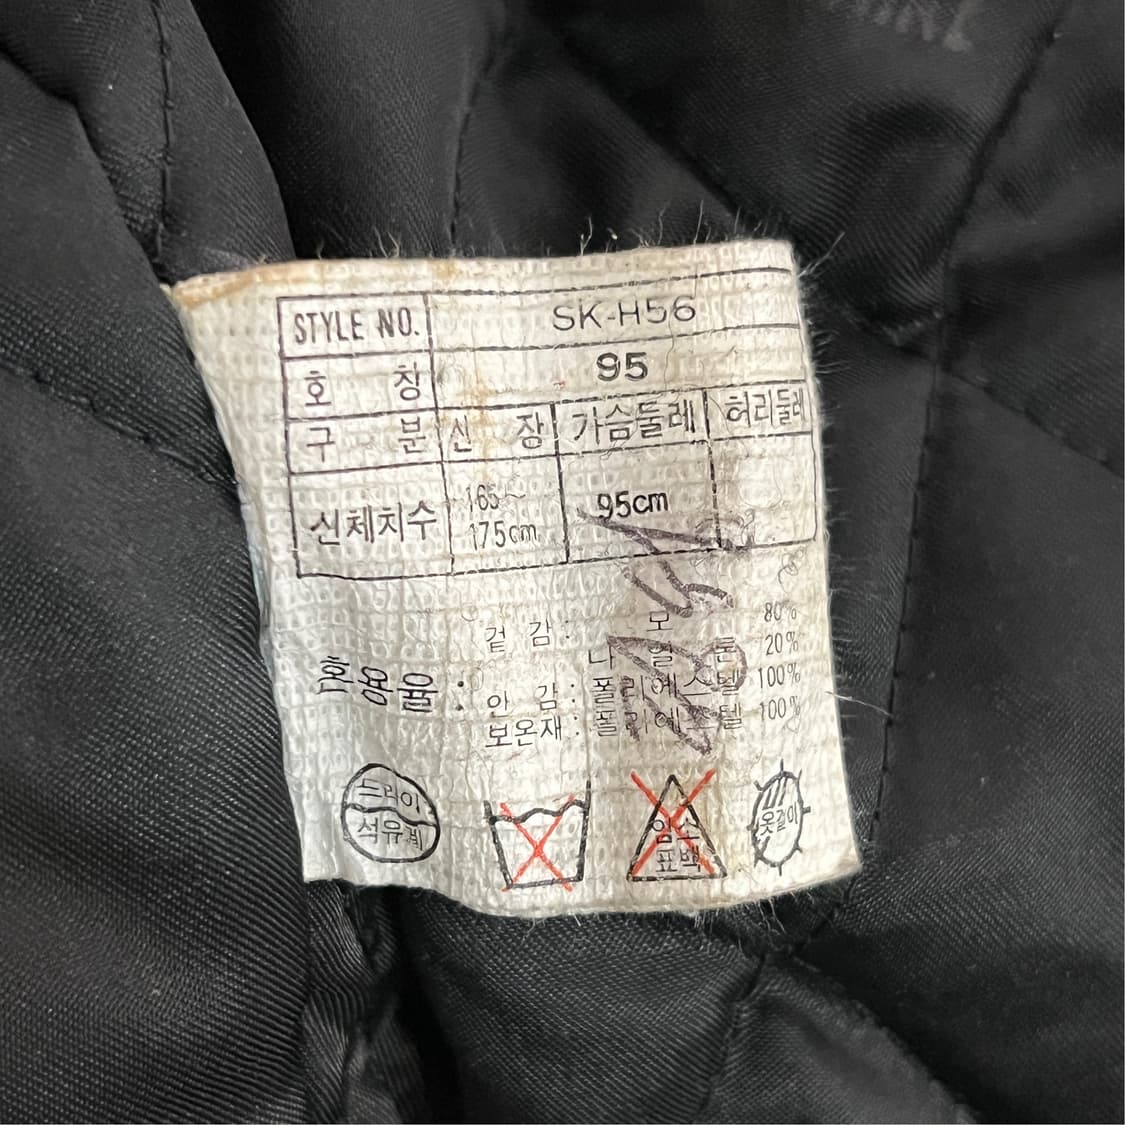 STYLE NO. SK-H56
호 칭 95
구 분 신 장 가슴둘레 허리둘레
신체치수 165~175cm 95cm
혼용율 :
겉 감 : 모 80%
나 일 롬 20%
안 감 : 폴리에스텔 100%
보온재 : 폴리에스텔 100%
드라이
석유계
염소
표백
옷걸이